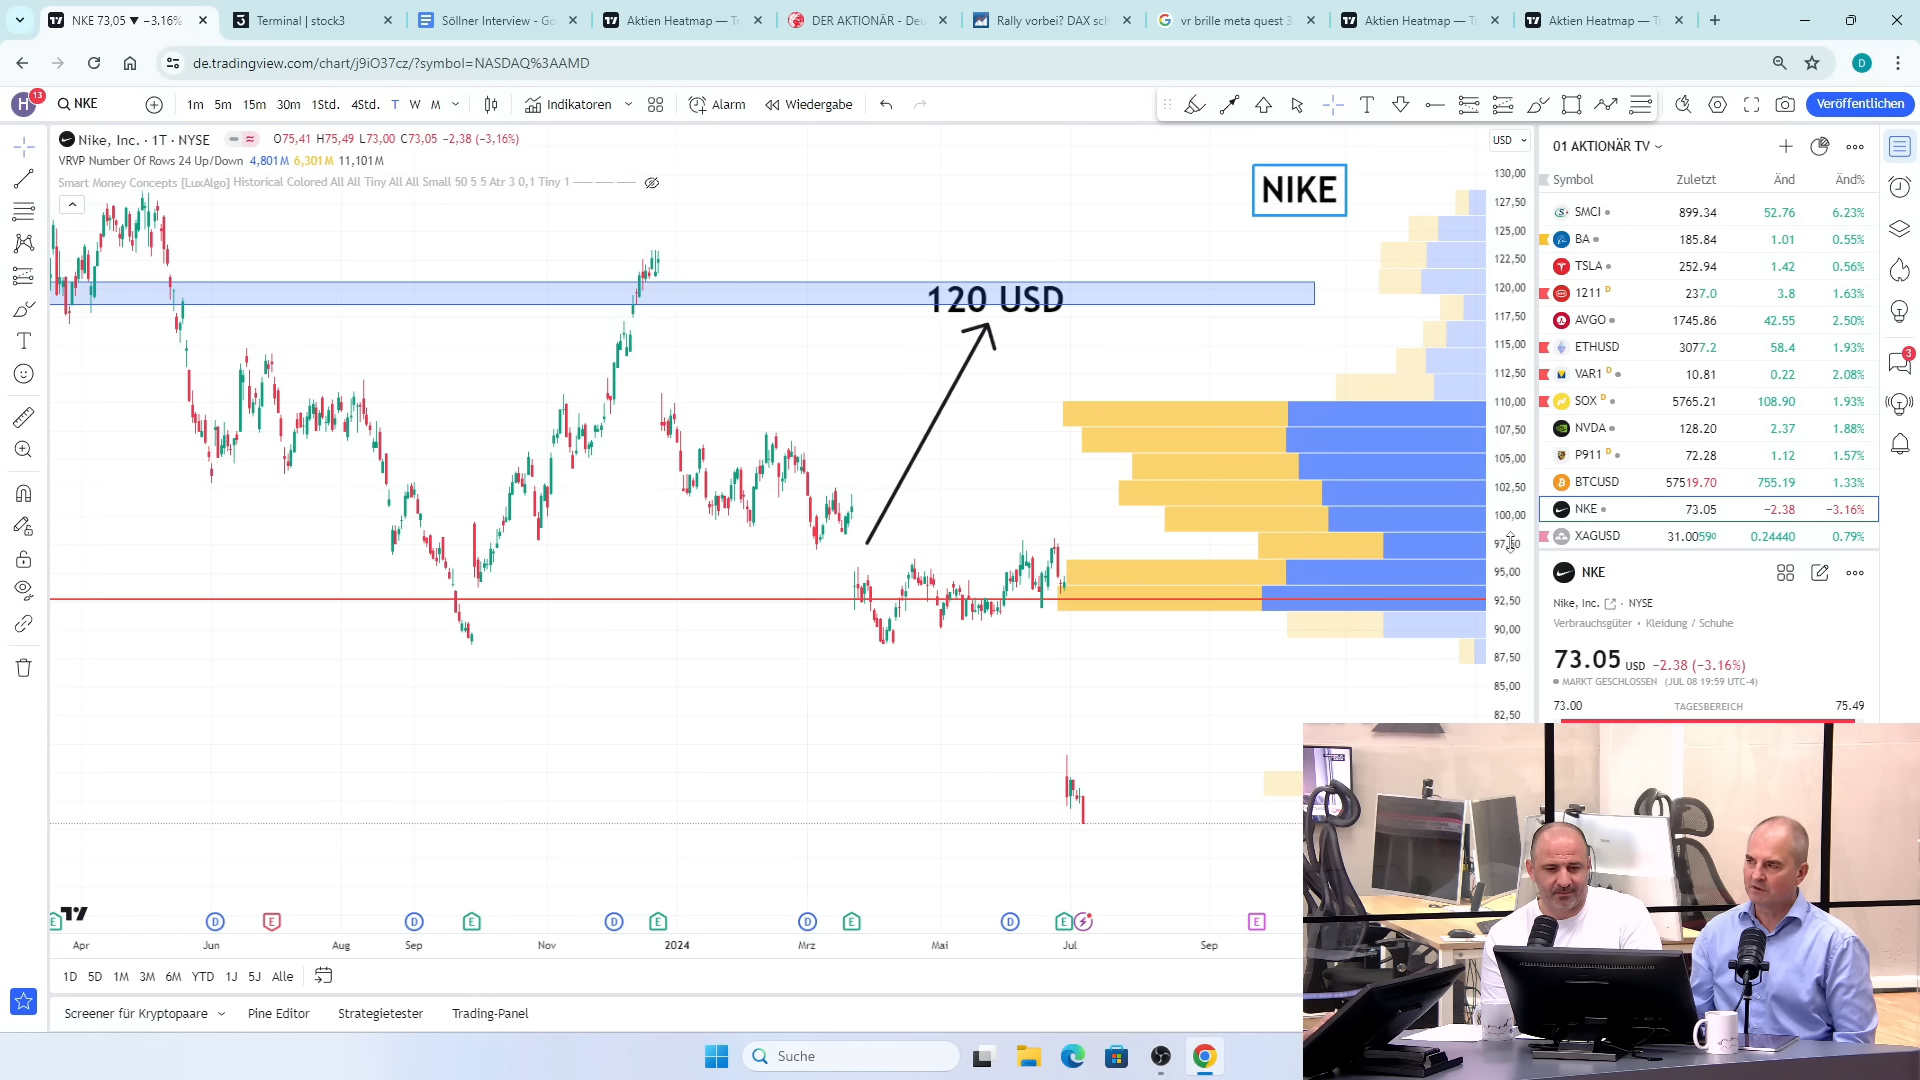 NKE 73,05 ▼ −3.16%
Terminal | stock3
Söllner Interview - Go
Aktien Heatmap — Tr
DER AKTIONÄR - Deu
Rally vorbei? DAX sch
vr brille meta quest 3
Aktien Heatmap — Tr
Aktien Heatmap — Tr
de.tradingview.com/chart/j9iO37cz/?symbol=NASDAQ%3AAMD
D
H 13 NKE 1m 5m 15m 30m 1Std. 4Std. T W M Indikatoren Alarm Wiedergabe Veröffentlichen
Nike, Inc. · 1T · NYSE O75,41 H75,49 L73,00 C73,05 −2,38 (−3,16%)
VRVP Number Of Rows 24 Up/Down 4,801M 6,301M 11,101M
Smart Money Concepts [LuxAlgo] Historical Colored All All Tiny All All Small 50 5 5 Atr 3 0,1 Tiny 1
NIKE
120 USD
USD
130,00
127,50
125,00
122,50
120,00
117,50
115,00
112,50
110,00
107,50
105,00
102,50
100,00
95,00
92,50
90,00
87,50
85,00
82,50
E D E D E D E D E D E E
Apr Jun Aug Sep Nov 2024 Mrz Mai Jul Sep
1D 5D 1M 3M 6M YTD 1J 5J Alle
Screener für Kryptopaare Pine Editor Strategietester Trading-Panel
Suche
01 AKTIONÄR TV
Symbol Zuletzt Änd Änd%
SMCI 899.34 52.76 6.23%
BA 185.84 1.01 0.55%
TSLA 252.94 1.42 0.56%
1211 D 237.0 3.8 1.63%
AVGO 1745.86 42.55 2.50%
ETHUSD 3077.2 58.4 1.93%
VAR1 D 10.81 0.22 2.08%
SOX D 5765.21 108.90 1.93%
NVDA 128.20 2.37 1.88%
P911 D 72.28 1.12 1.57%
BTCUSD 57519.70 755.19 1.33%
NKE 73.05 −2.38 −3.16%
XAGUSD 31.0059⁰ 0.24440 0.79%
3
NKE
Nike, Inc. · NYSE
Verbrauchsgüter • Kleidung / Schuhe
73.05 USD −2.38 (−3.16%)
MARKT GESCHLOSSEN (JUL 08 19:59 UTC-4)
73.00 TAGESBEREICH 75.49